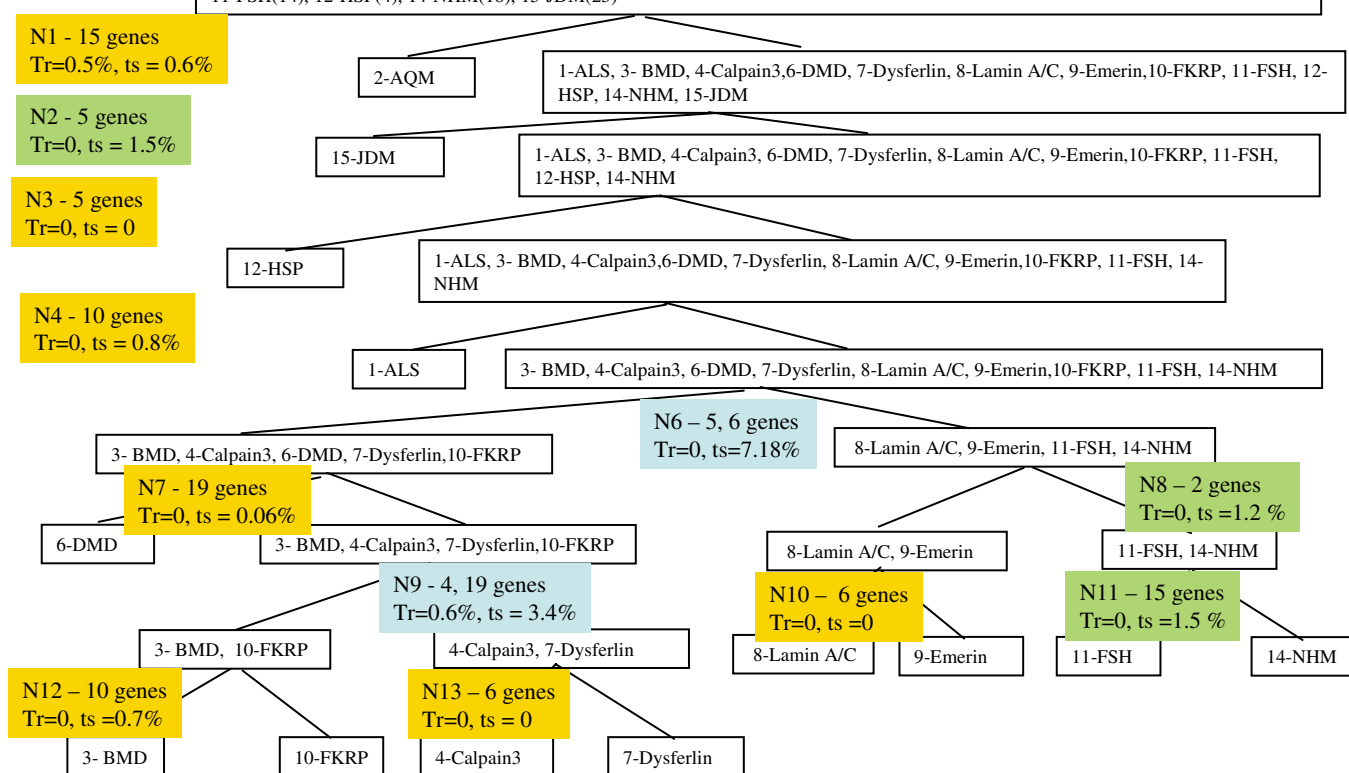 11-FSH(14), 12-HSP(4), 14-NHM(18), 15-JDM(25)
N1 - 15 genes
Tr=0.5%, ts = 0.6%
2-AQM
1-ALS, 3- BMD, 4-Calpain3,6-DMD, 7-Dysferlin, 8-Lamin A/C, 9-Emerin,10-FKRP, 11-FSH, 12-
HSP, 14-NHM, 15-JDM
N2 - 5 genes
Tr=0, ts = 1.5%
15-JDM
1-ALS, 3- BMD, 4-Calpain3, 6-DMD, 7-Dysferlin, 8-Lamin A/C, 9-Emerin,10-FKRP, 11-FSH,
12-HSP, 14-NHM
N3 - 5 genes
Tr=0, ts = 0
12-HSP
1-ALS, 3- BMD, 4-Calpain3,6-DMD, 7-Dysferlin, 8-Lamin A/C, 9-Emerin,10-FKRP, 11-FSH, 14-
NHM
N4 - 10 genes
Tr=0, ts = 0.8%
1-ALS
3- BMD, 4-Calpain3, 6-DMD, 7-Dysferlin, 8-Lamin A/C, 9-Emerin,10-FKRP, 11-FSH, 14-NHM
N6 – 5, 6 genes
Tr=0, ts=7.18%
3- BMD, 4-Calpain3, 6-DMD, 7-Dysferlin,10-FKRP
8-Lamin A/C, 9-Emerin, 11-FSH, 14-NHM
N7 - 19 genes
Tr=0, ts = 0.06%
N8 – 2 genes
Tr=0, ts =1.2 %
6-DMD
3- BMD, 4-Calpain3, 7-Dysferlin,10-FKRP
8-Lamin A/C, 9-Emerin
11-FSH, 14-NHM
N9 - 4, 19 genes
Tr=0.6%, ts = 3.4%
N10 – 6 genes
Tr=0, ts =0
N11 – 15 genes
Tr=0, ts =1.5 %
3- BMD, 10-FKRP
4-Calpain3, 7-Dysferlin
8-Lamin A/C
9-Emerin
11-FSH
14-NHM
N12 – 10 genes
Tr=0, ts =0.7%
N13 – 6 genes
Tr=0, ts = 0
3- BMD
10-FKRP
4-Calpain3
7-Dysferlin